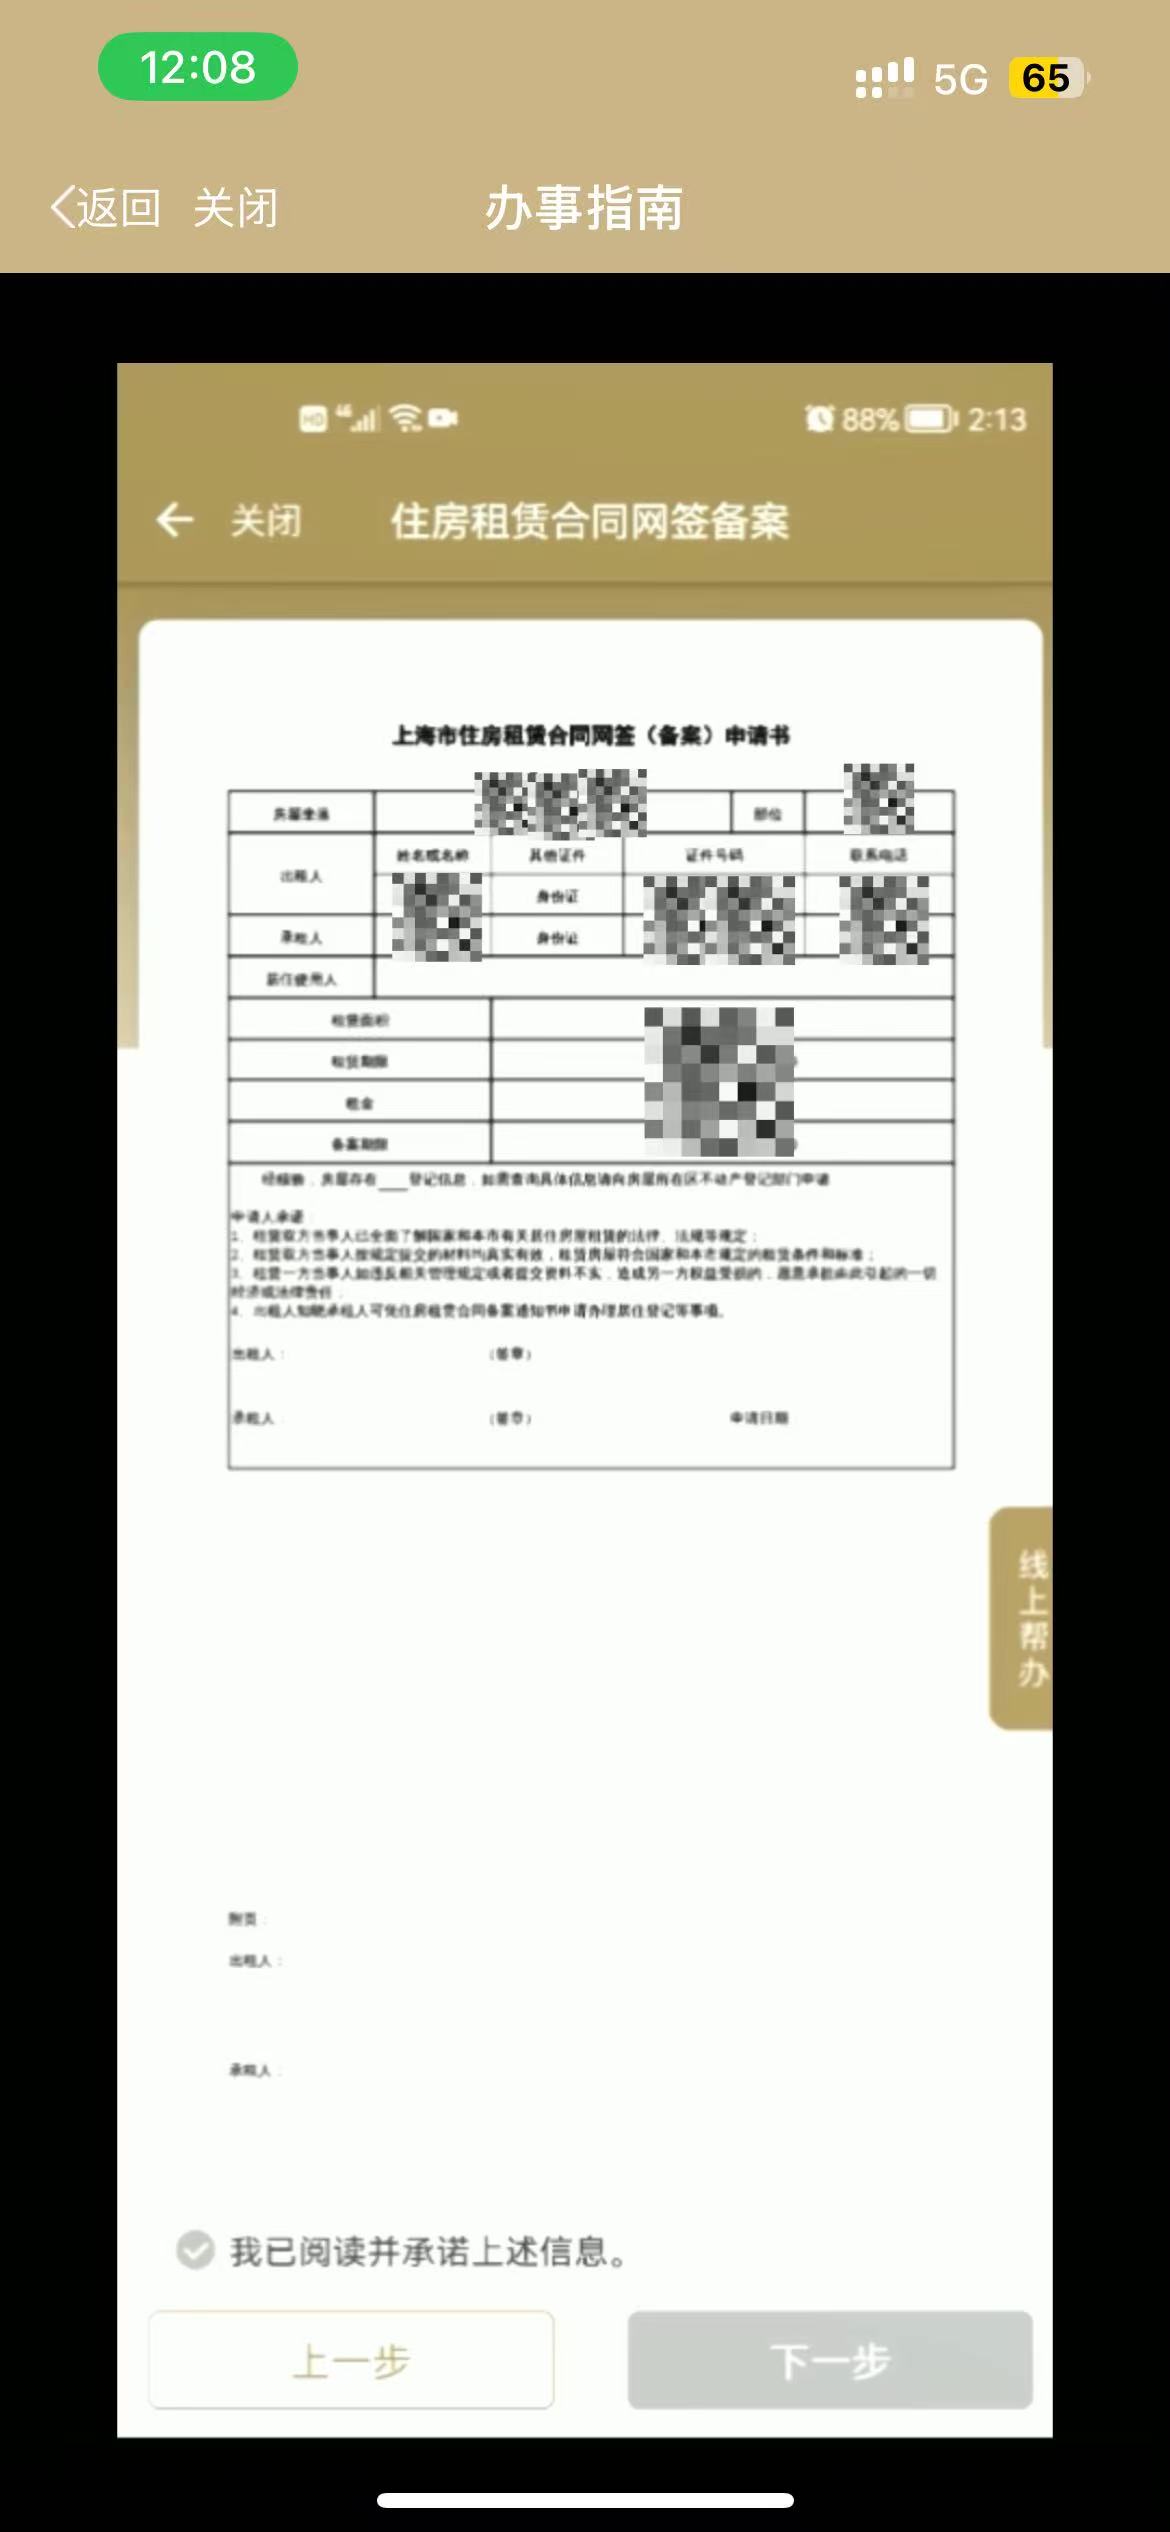 12:08
5G 65
返回 关闭 办事指南
HD 4G 88% 2:13
关闭 住房租赁合同网签备案
上海市住房租赁合同网签（备案）申请书
房屋坐落 部位
姓名或名称 其他证件 证件号码 联系电话
出租人 身份证
承租人 身份证
居住使用人
租赁面积
租赁期限
租金
备案期限
经核验，房屋存在____登记信息，如需查询具体信息请向房屋所在区不动产登记部门申请
申请人承诺：
1、租赁双方当事人已全面了解国家和本市有关居住房屋租赁的法律、法规等规定；
2、租赁双方当事人按规定提交的材料均真实有效，租赁房屋符合国家和本市规定的租赁条件和标准；
3、租赁一方当事人如违反相关管理规定或者提交资料不实，造成另一方权益受损的，愿意承担由此引起的一切
经济或法律责任；
4、出租人知晓承租人可凭住房租赁合同备案通知书申请办理居住登记等事项。
出租人： （签章）
承租人： （签章） 申请日期
线上帮办
附页：
出租人：
承租人：
我已阅读并承诺上述信息。
上一步 下一步